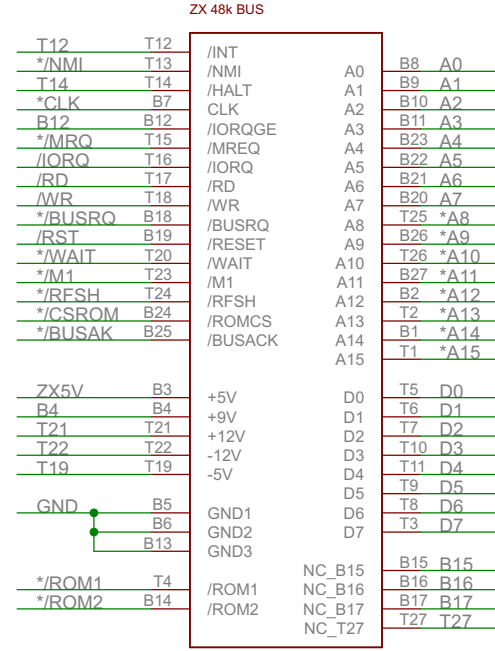 ZX 48k BUS
T12 T12 /INT
*/NMI T13 /NMI
T14 T14 /HALT
*CLK B7 CLK
B12 B12 /IORQGE
*/MRQ T15 /MREQ
/IORQ T16 /IORQ
/RD T17 /RD
/WR T18 /WR
*/BUSRQ B18 /BUSRQ
/RST B19 /RESET
*/WAIT T20 /WAIT
*/M1 T23 /M1
*/RFSH T24 /RFSH
*/CSROM B24 /ROMCS
*/BUSAK B25 /BUSACK
ZX5V B3 +5V
B4 B4 +9V
T21 T21 +12V
T22 T22 -12V
T19 T19 -5V
GND B5 GND1
B6 GND2
B13 GND3
*/ROM1 T4 /ROM1
*/ROM2 B14 /ROM2
A0 B8 A0
A1 B9 A1
A2 B10 A2
A3 B11 A3
A4 B23 A4
A5 B22 A5
A6 B21 A6
A7 B20 A7
A8 T25 *A8
A9 B26 *A9
A10 T26 *A10
A11 B27 *A11
A12 B2 *A12
A13 T2 *A13
A14 B1 *A14
A15 T1 *A15
D0 T5 D0
D1 T6 D1
D2 T7 D2
D3 T10 D3
D4 T11 D4
D5 T9 D5
D6 T8 D6
D7 T3 D7
NC_B15 B15 B15
NC_B16 B16 B16
NC_B17 B17 B17
NC_T27 T27 T27